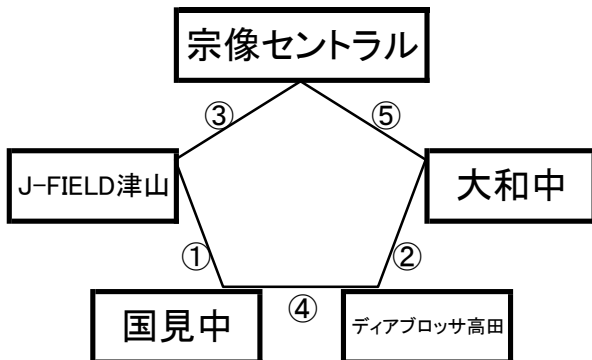 宗像セントラル
③
⑤
J-FIELD津山
大和中
①
②
国見中
④
ディアブロッサ高田